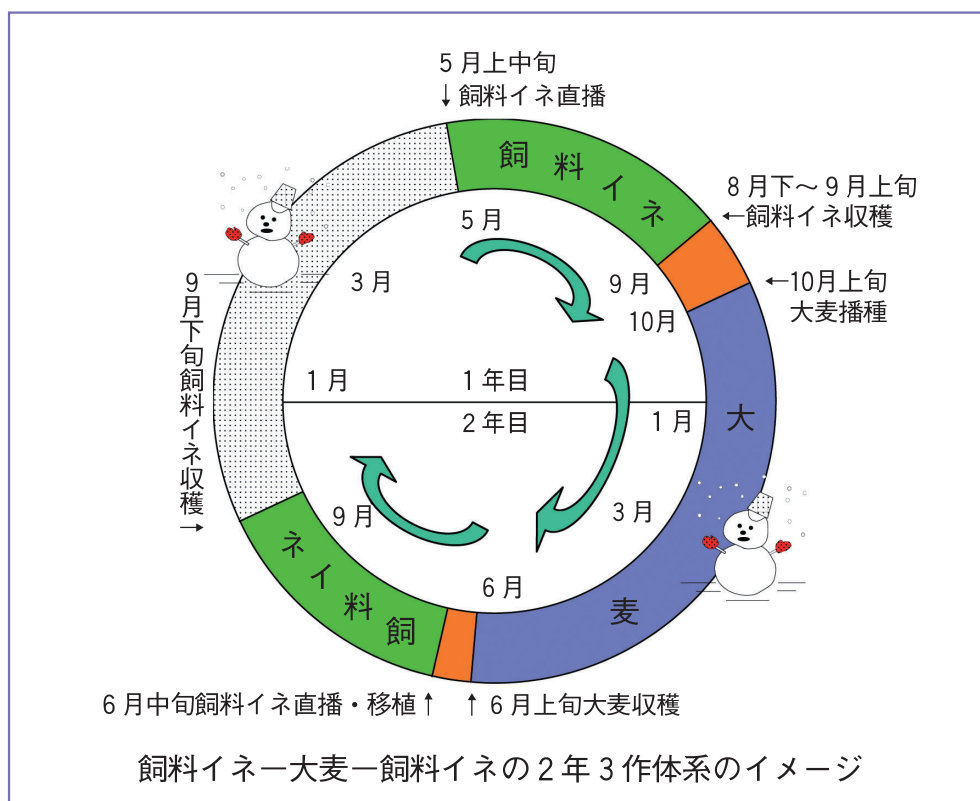 5月上中旬
↓飼料イネ直播
飼料イネ
8月下~9月上旬
←飼料イネ収穫
5月
3月
9月
10月
←10月上旬
大麦播種
9月下旬飼料イネ収穫→
1月
1年目
2年目
1月
大麦
3月
9月
6月
飼料イネ
6月中旬飼料イネ直播・移植↑
↑6月上旬大麦収穫
飼料イネー大麦ー飼料イネの2年3作体系のイメージ